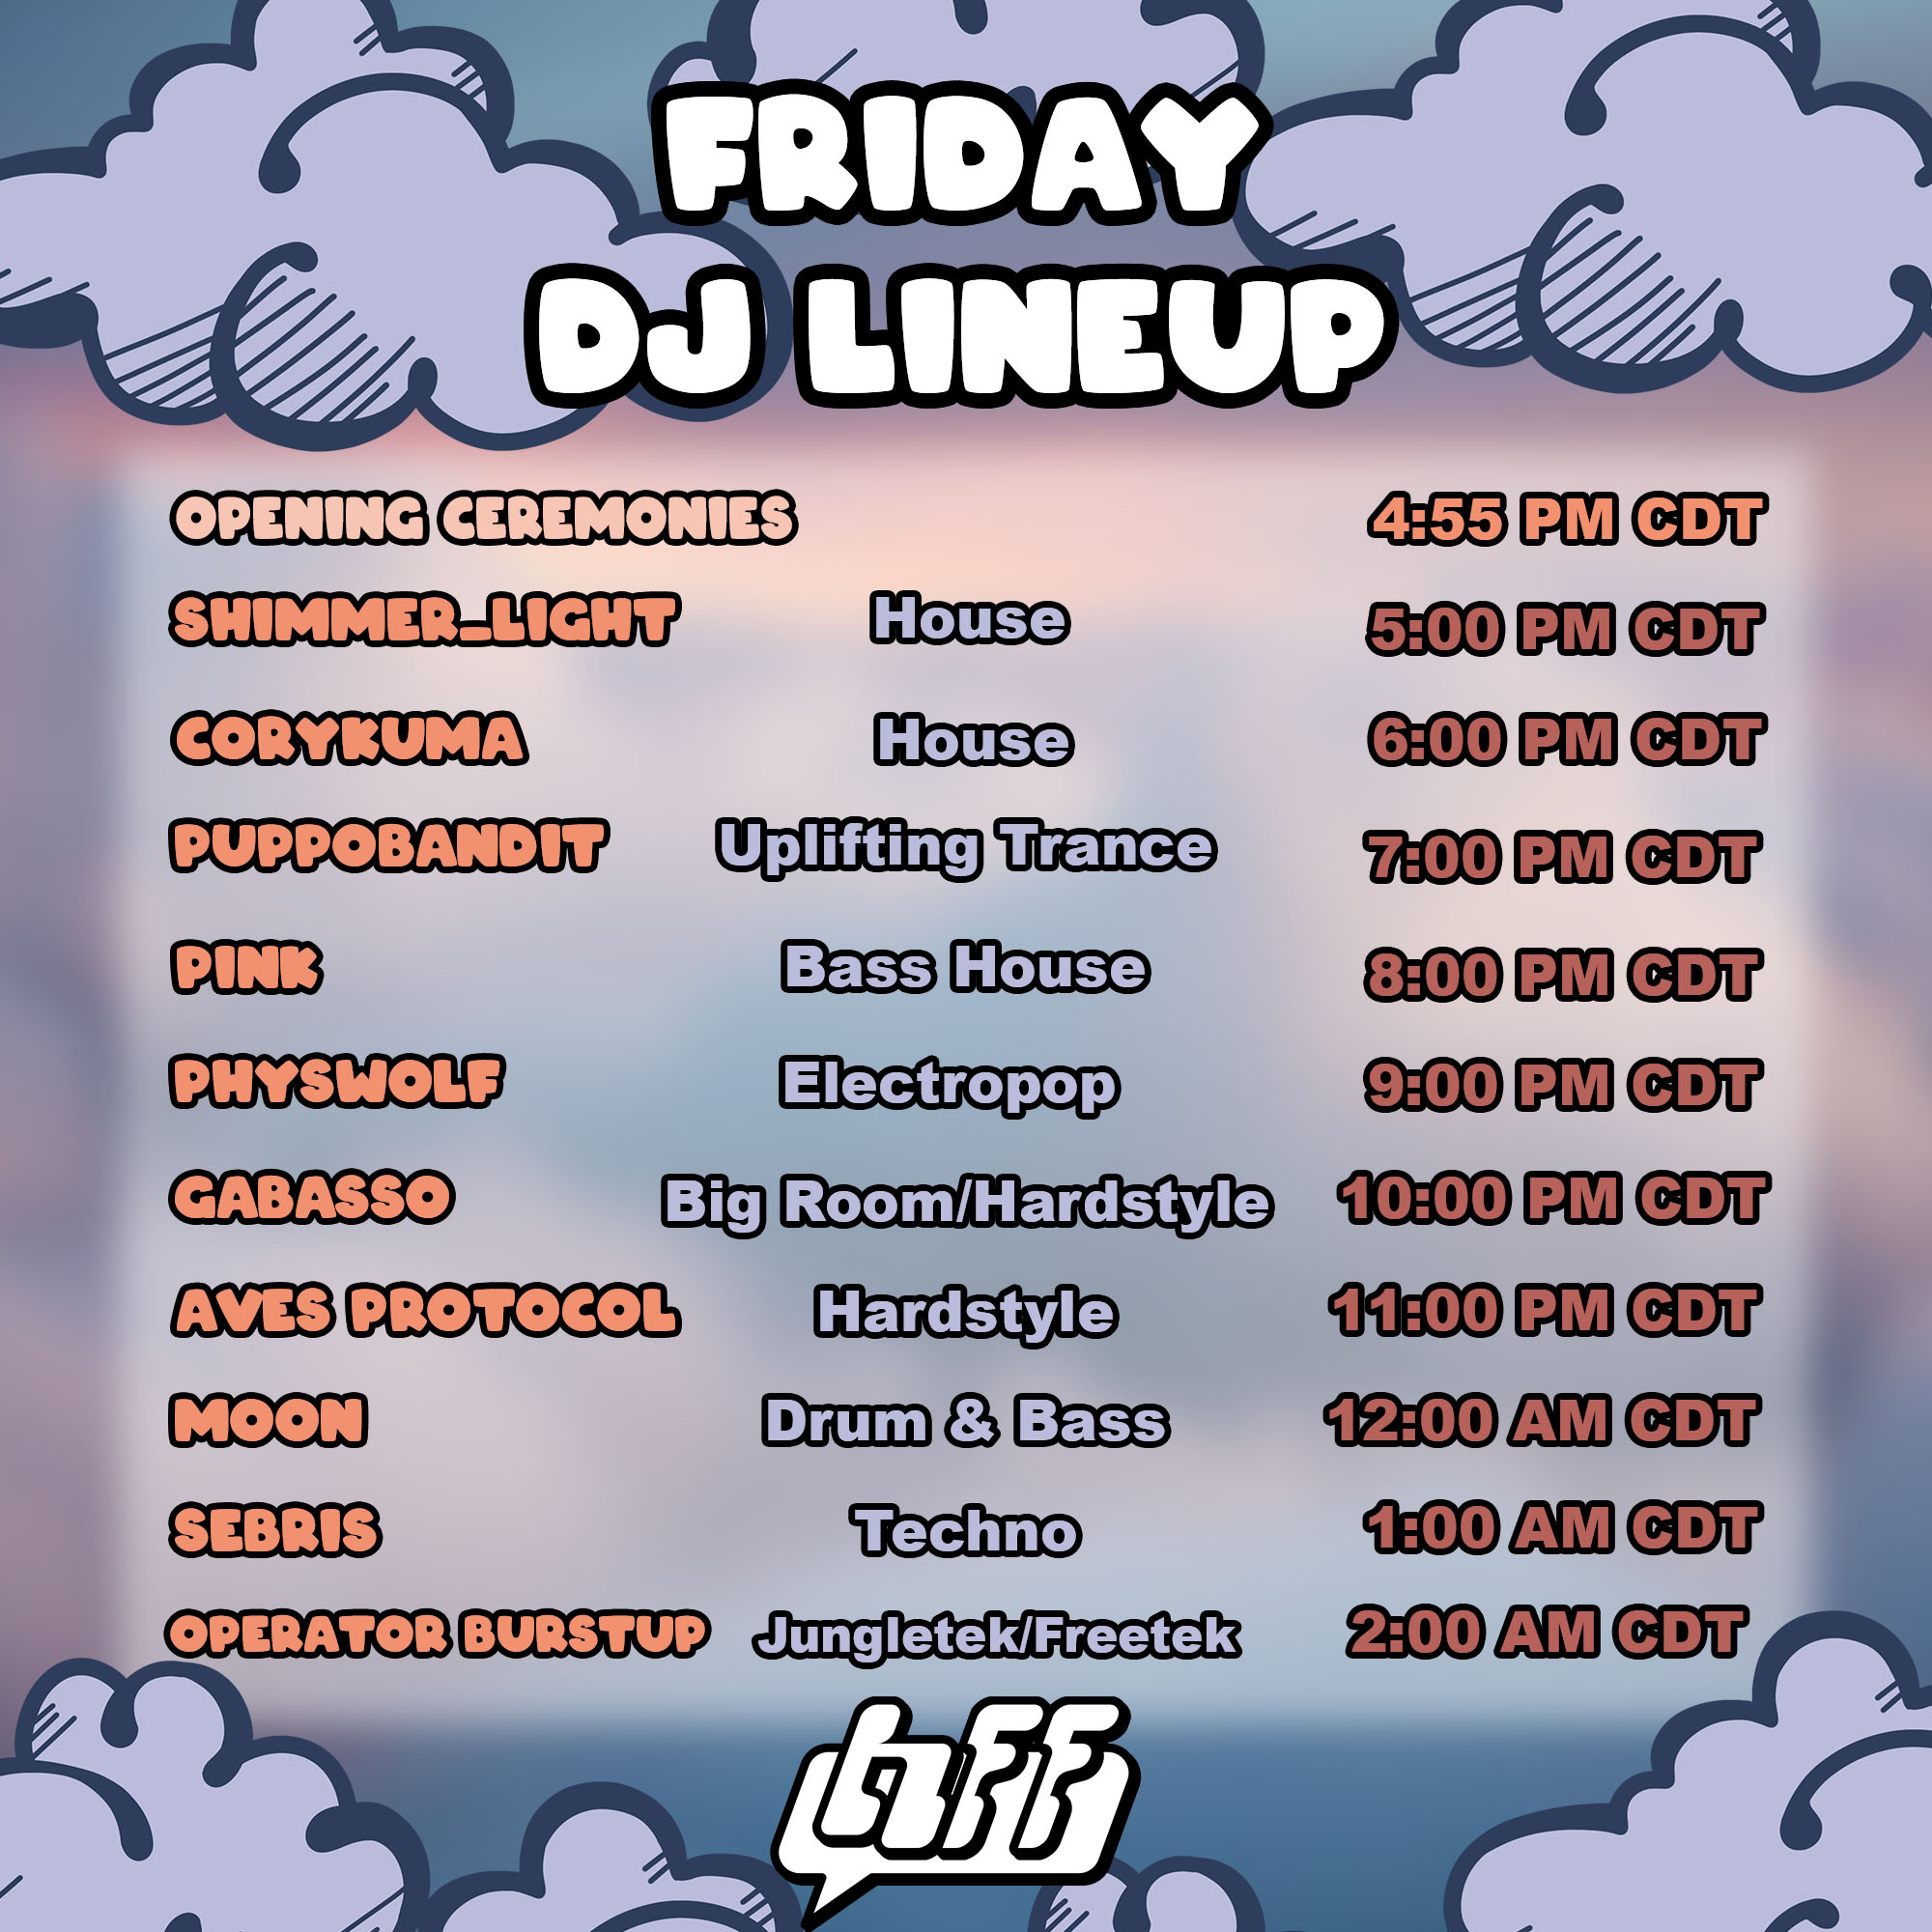 FRIDAY
DJ LINEUP
OPENING CEREMONIES 4:55 PM CDT
SHIMMER_LIGHT House 5:00 PM CDT
CORYKUMA House 6:00 PM CDT
PUPPOBANDIT Uplifting Trance 7:00 PM CDT
PINK Bass House 8:00 PM CDT
PHYSWOLF Electropop 9:00 PM CDT
GABASSO Big Room/Hardstyle 10:00 PM CDT
AVES PROTOCOL Hardstyle 11:00 PM CDT
MOON Drum & Bass 12:00 AM CDT
SEBRIS Techno 1:00 AM CDT
OPERATOR BURSTUP Jungletek/Freetek 2:00 AM CDT